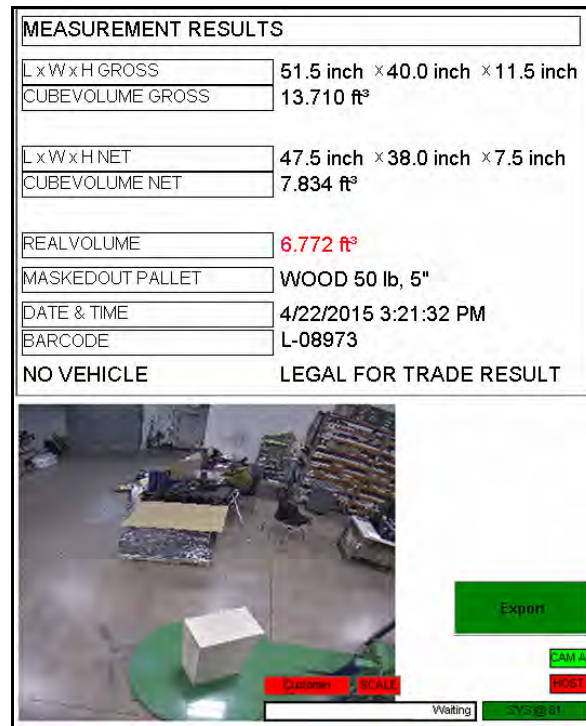 MEASUREMENT RESULTS
L x W x H GROSS 51.5 inch × 40.0 inch × 11.5 inch
CUBEVOLUME GROSS 13.710 ft³
L x W x H NET 47.5 inch × 38.0 inch × 7.5 inch
CUBEVOLUME NET 7.834 ft³
REALVOLUME 6.772 ft³
MASKEDOUT PALLET WOOD 50 lb, 5"
DATE & TIME 4/22/2015 3:21:32 PM
BARCODE L-08973
NO VEHICLE LEGAL FOR TRADE RESULT
Export
CAM A
Customer SCALE HOST
Waiting SYS@81